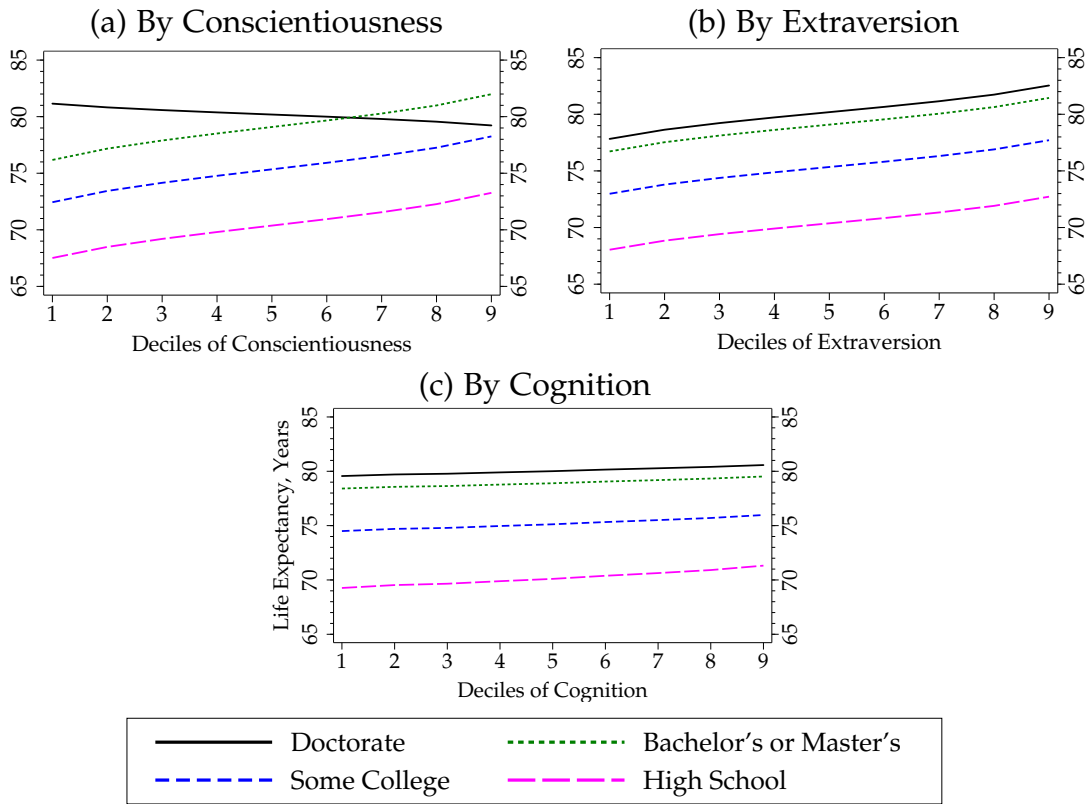 (a) By Conscientiousness
85
80
75
70
65
85
80
75
70
65
1 2 3 4 5 6 7 8 9
Deciles of Conscientiousness
(b) By Extraversion
85
80
75
70
65
85
80
75
70
65
1 2 3 4 5 6 7 8 9
Deciles of Extraversion
(c) By Cognition
Life Expectancy, Years
85
80
75
70
65
85
80
75
70
65
1 2 3 4 5 6 7 8 9
Deciles of Cognition
Doctorate
Bachelor's or Master's
Some College
High School